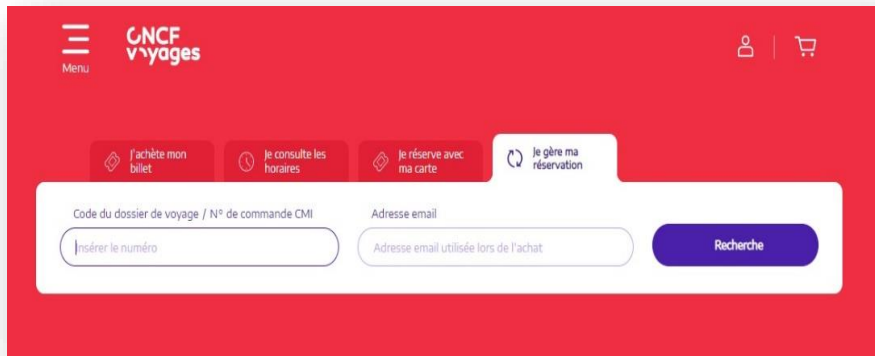 Menu
ONCF
voyages
J'achète mon
billet
Je consulte les
horaires
Je réserve avec
ma carte
Je gère ma
réservation
Code du dossier de voyage / Nº de commande CMI
Insérer le numéro
Adresse email
Adresse email utilisée lors de l'achat
Recherche